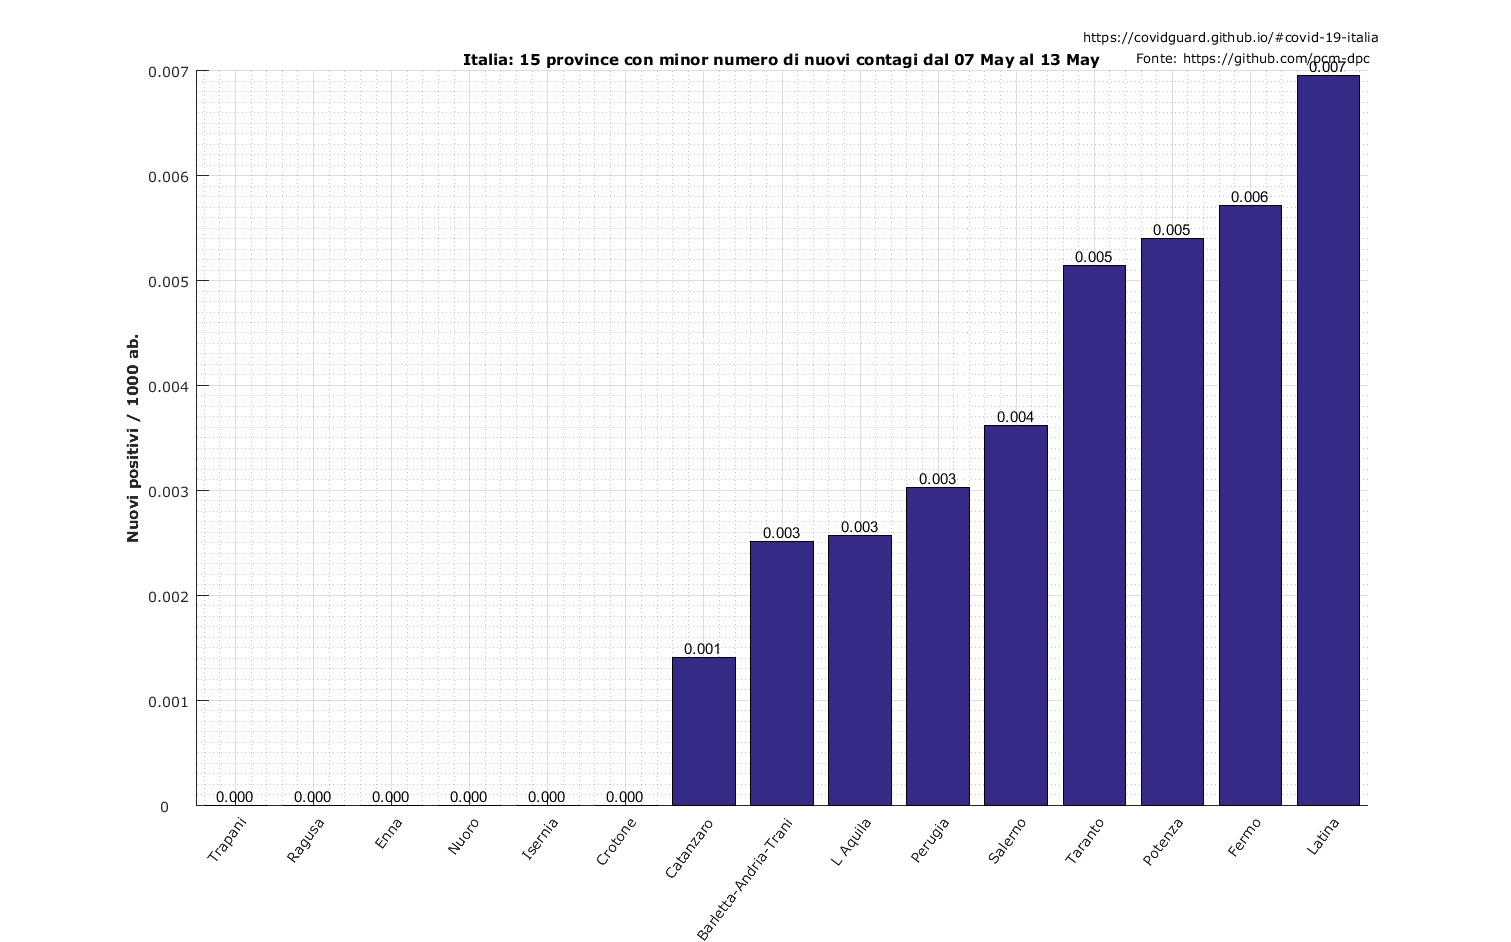 https://covidguard.github.io/#covid-19-italia
Italia: 15 province con minor numero di nuovi contagi dal 07 May al 13 May
Fonte: https://github.com/pcm-dpc
Nuovi positivi / 1000 ab.
0.007
0.006
0.005
0.004
0.003
0.002
0.001
0
0.000
0.000
0.000
0.000
0.000
0.000
0.001
0.003
0.003
0.003
0.004
0.005
0.005
0.006
0.007
Trapani
Ragusa
Enna
Nuoro
Isernia
Crotone
Catanzaro
Barletta-Andria-Trani
L Aquila
Perugia
Salerno
Taranto
Potenza
Fermo
Latina